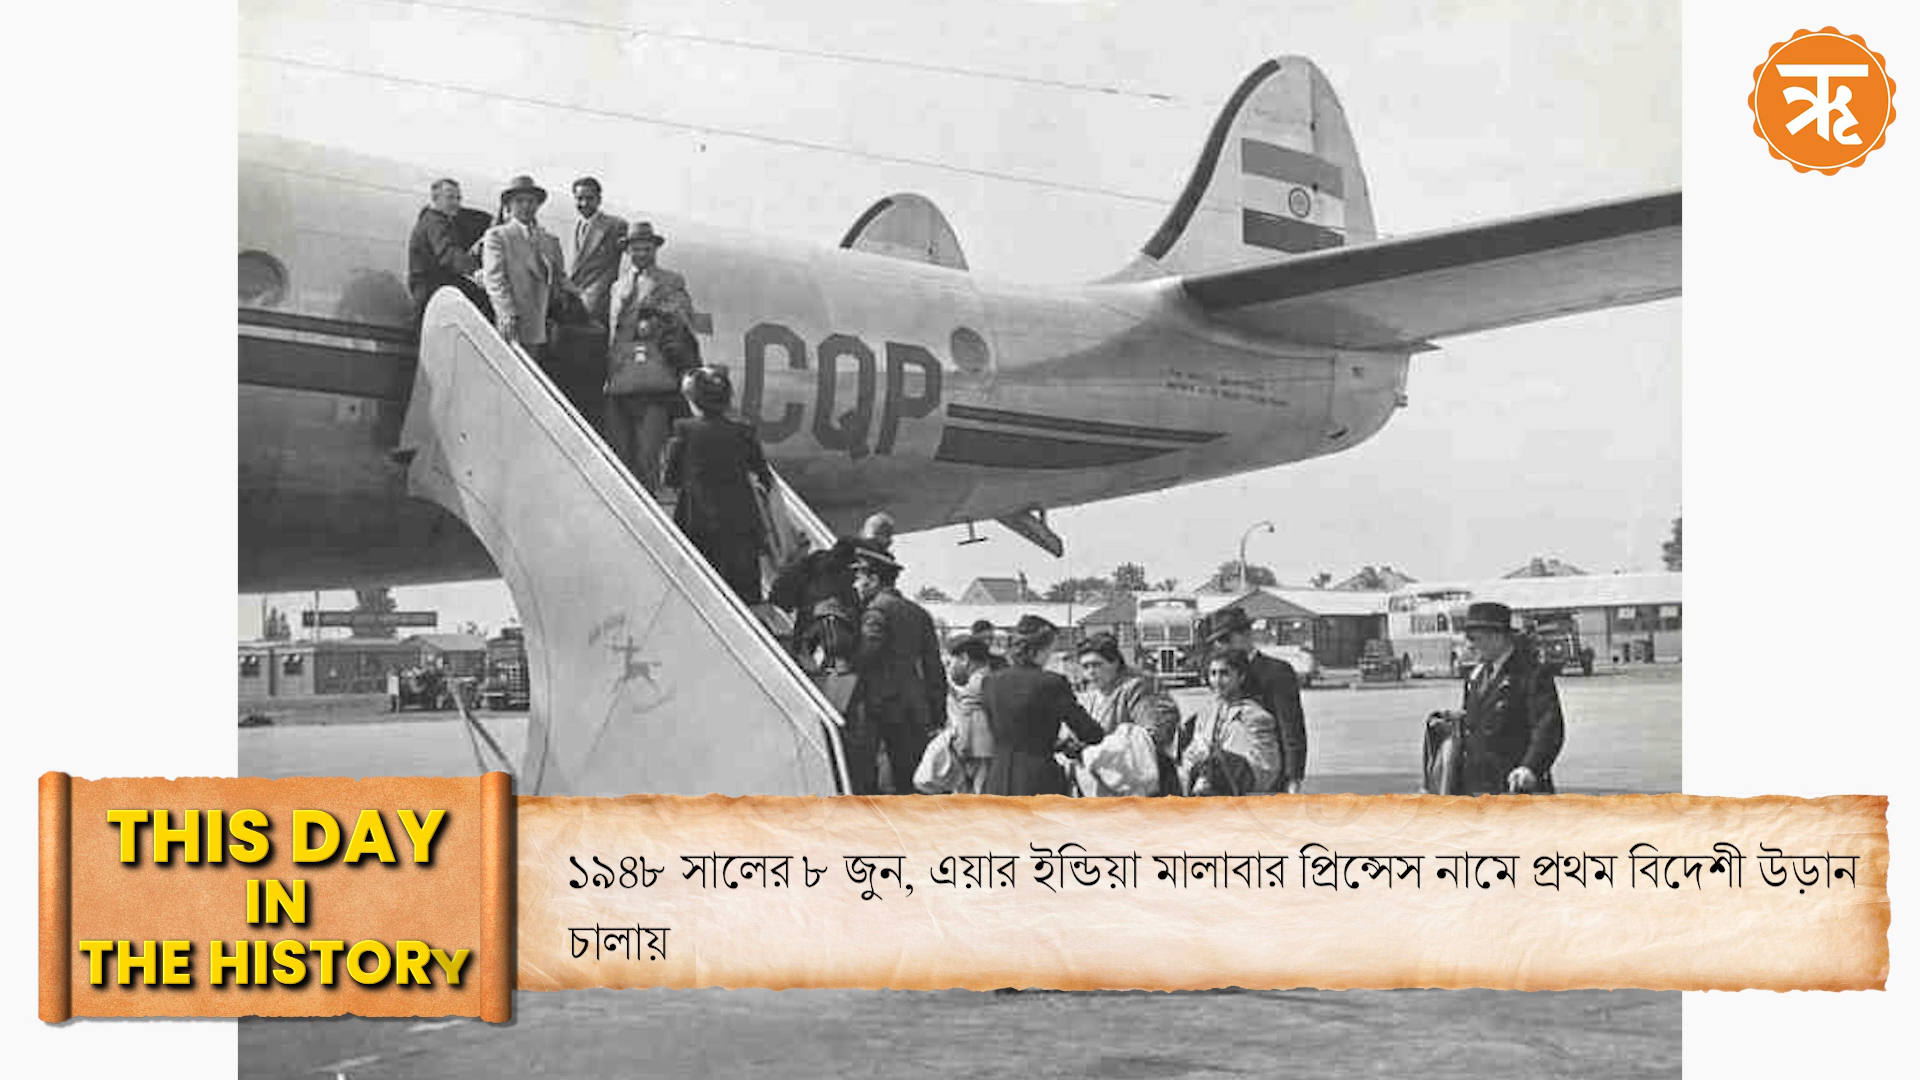 ऋ
CQP
THIS DAY
IN
THE HISTORY
১৯৪৮ সালের ৮ জুন, এয়ার ইন্ডিয়া মালাবার প্রিন্সেস নামে প্রথম বিদেশী উড়ান
চালায়